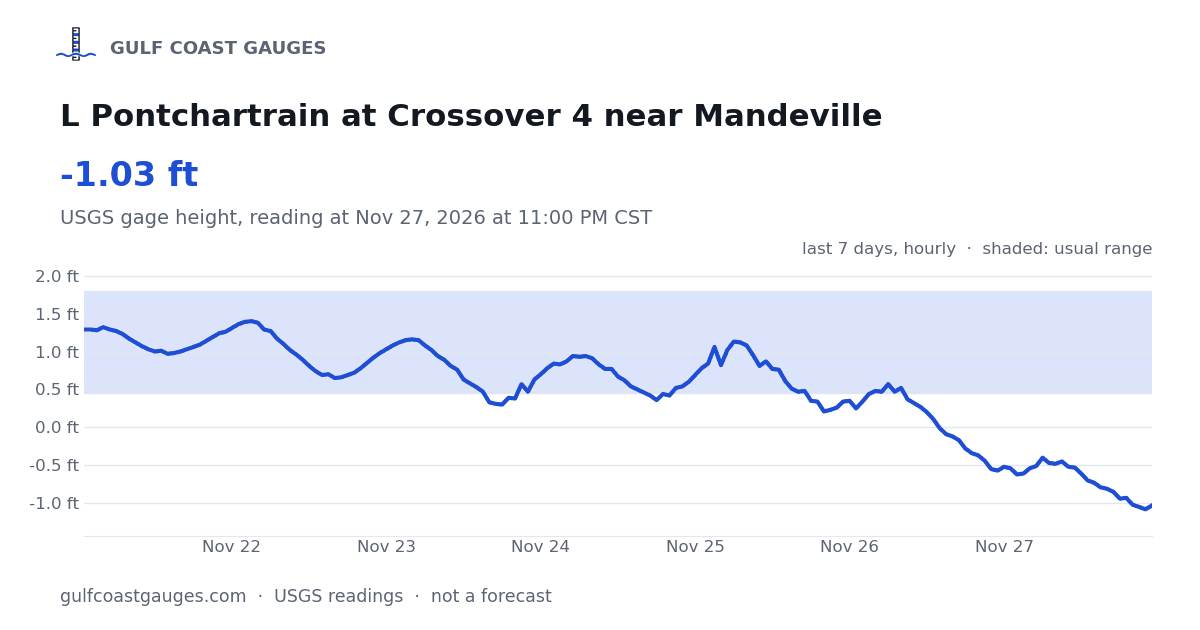 GULF COAST GAUGES
L Pontchartrain at Crossover 4 near Mandeville
-1.03 ft
USGS gage height, reading at Nov 27, 2026 at 11:00 PM CST
last 7 days, hourly · shaded: usual range
2.0 ft
1.5 ft
1.0 ft
0.5 ft
0.0 ft
-0.5 ft
-1.0 ft
Nov 22 Nov 23 Nov 24 Nov 25 Nov 26 Nov 27
gulfcoastgauges.com · USGS readings · not a forecast